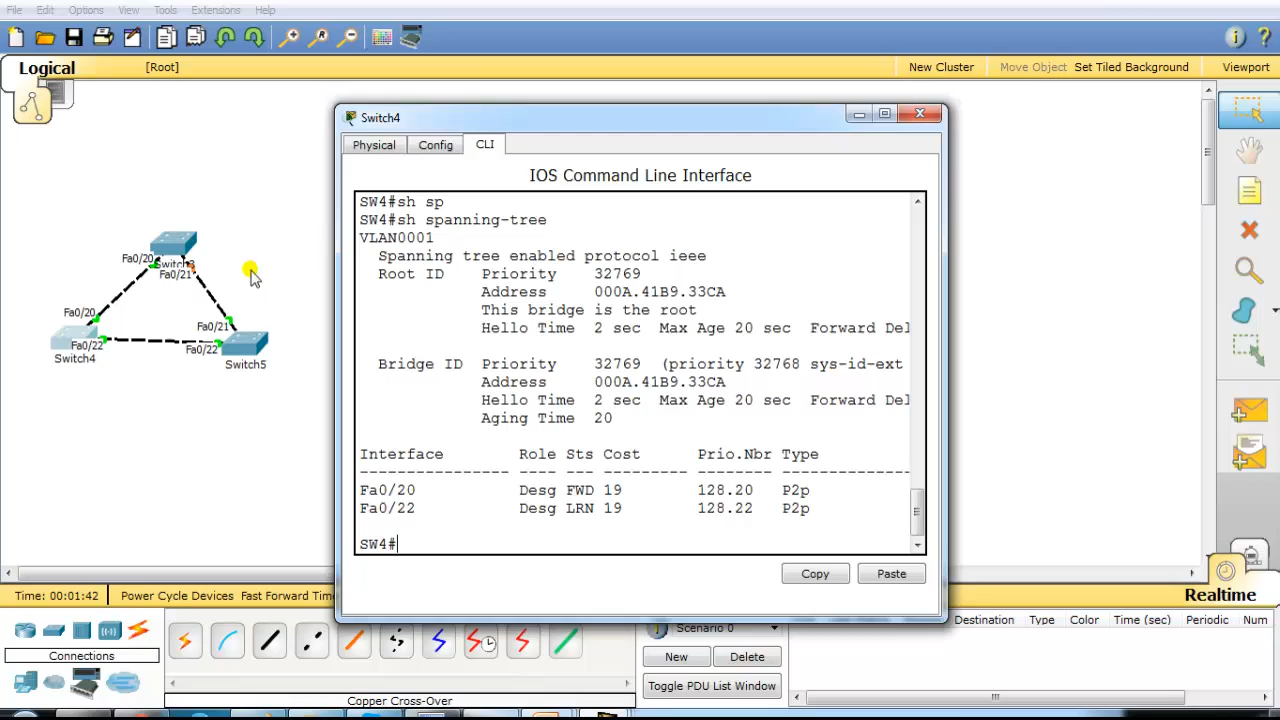 File Edit Options View Tools Extensions Help
Logical [Root] New Cluster Move Object Set Tiled Background Viewport
Switch4
Physical Config CLI
IOS Command Line Interface
SW4#sh sp
SW4#sh spanning-tree
VLAN0001
Spanning tree enabled protocol ieee
Root ID Priority 32769
Address 000A.41B9.33CA
This bridge is the root
Hello Time 2 sec Max Age 20 sec Forward Del
Bridge ID Priority 32769 (priority 32768 sys-id-ext
Address 000A.41B9.33CA
Hello Time 2 sec Max Age 20 sec Forward Del
Aging Time 20
Interface Role Sts Cost Prio.Nbr Type
---------------- ---- --- --------- -------- --------------
Fa0/20 Desg FWD 19 128.20 P2p
Fa0/22 Desg LRN 19 128.22 P2p
SW4#
Copy Paste
Fa0/20
Fa0/21
Fa0/20 Fa0/21
Fa0/22 Fa0/22
Switch4 Switch5
Time: 00:01:42 Power Cycle Devices Fast Forward Tim
Realtime
Connections
Copper Cross-Over
Scenario 0
New Delete
Toggle PDU List Window
Destination Type Color Time (sec) Periodic Num